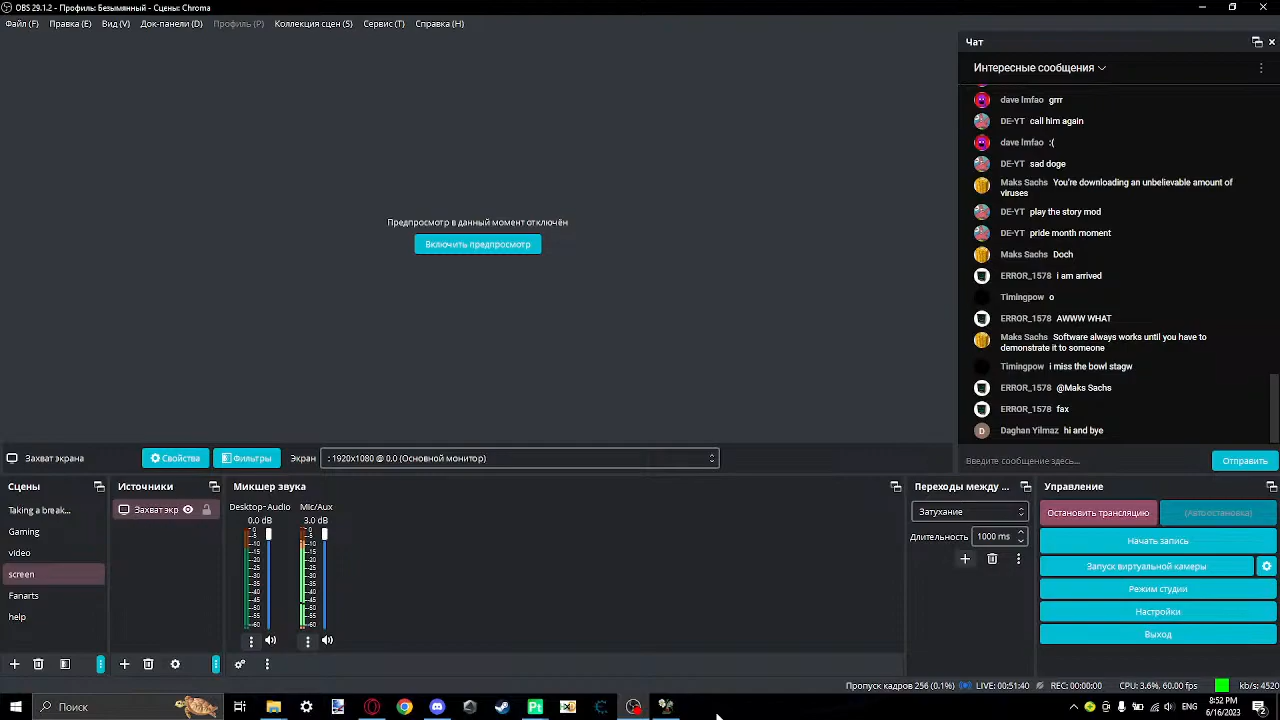 OBS 29.1.2 - Профиль: Безымянный - Сцены: Chroma
Файл (F) Правка (E) Вид (V) Док-панели (D) Профиль (P) Коллекция сцен (S) Сервис (T) Справка (H)
Предпросмотр в данный момент отключён
Включить предпросмотр
Чат
Интересные сообщения
dave lmfao grrr
DE-YT call him again
dave lmfao :(
DE-YT sad doge
Maks Sachs You're downloading an unbelievable amount of
viruses
DE-YT play the story mod
DE-YT pride month moment
Maks Sachs Doch
ERROR_1578 i am arrived
Timingpow o
ERROR_1578 AWWW WHAT
Maks Sachs Software always works until you have to
demonstrate it to someone
Timingpow i miss the bowl stagw
ERROR_1578 @Maks Sachs
ERROR_1578 fax
D Daghan Yilmaz hi and bye
Введите сообщение здесь...
Отправить
Захват экрана Свойства Фильтры Экран : 1920x1080 @ 0,0 (Основной монитор)
Сцены
Taking a break...
Gaming
video
screen
Fanarts
help
Источники
Захват экр
Микшер звука
Desktop-Audio Mic/Aux
0.0 dB 3.0 dB
Переходы между ...
Затухание
Длительность 1000 ms
Управление
Остановить трансляцию (Автоостановка)
Начать запись
Запуск виртуальной камеры
Режим студии
Настройки
Выход
Пропуск кадров 256 (0.1%) LIVE: 00:51:40 REC: 00:00:00 CPU: 3.6%, 60.00 fps kb/s: 4520
Поиск
Pt
8:52 PM
6/16/2023
2